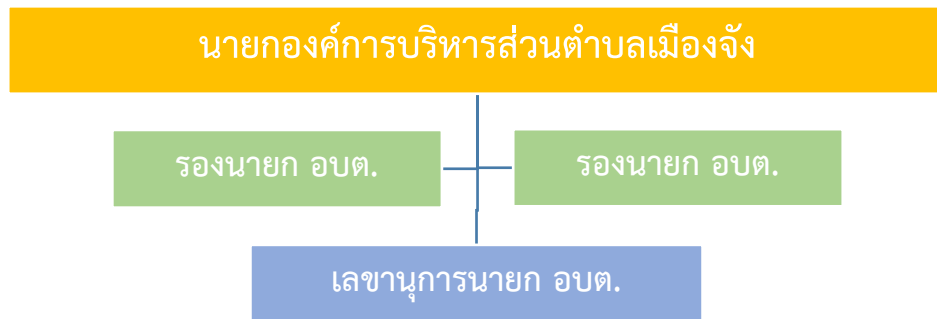 นายกองค์การบริหารส่วนตำบลเมืองจัง
รองนายก อบต.
รองนายก อบต.
เลขานุการนายก อบต.